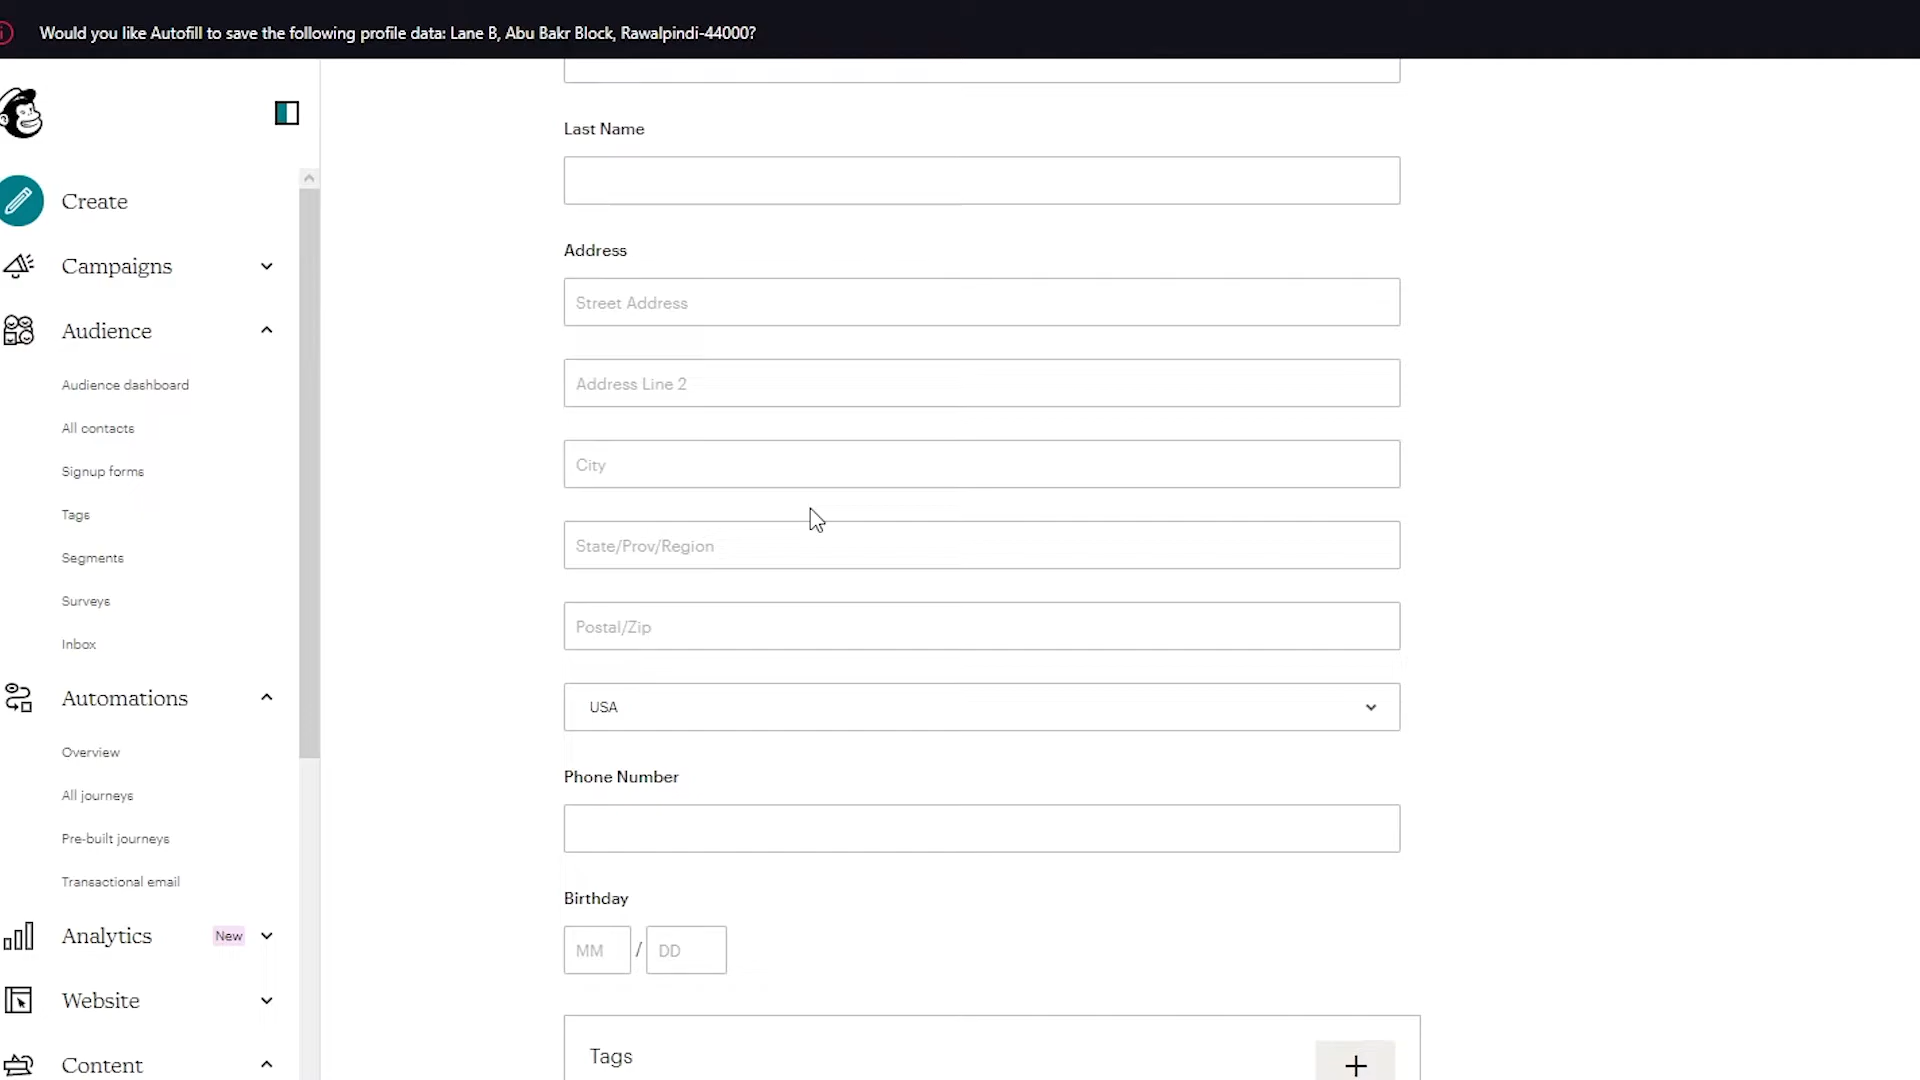 Would you like Autofill to save the following profile data: Lane B, Abu Bakr Block, Rawalpindi-44000?
Create
Campaigns
Audience
Audience dashboard
All contacts
Signup forms
Tags
Segments
Surveys
Inbox
Automations
Overview
All journeys
Pre-built journeys
Transactional email
Analytics New
Website
Content
Last Name
Address
Street Address
Address Line 2
City
State/Prov/Region
Postal/Zip
USA
Phone Number
Birthday
MM / DD
Tags